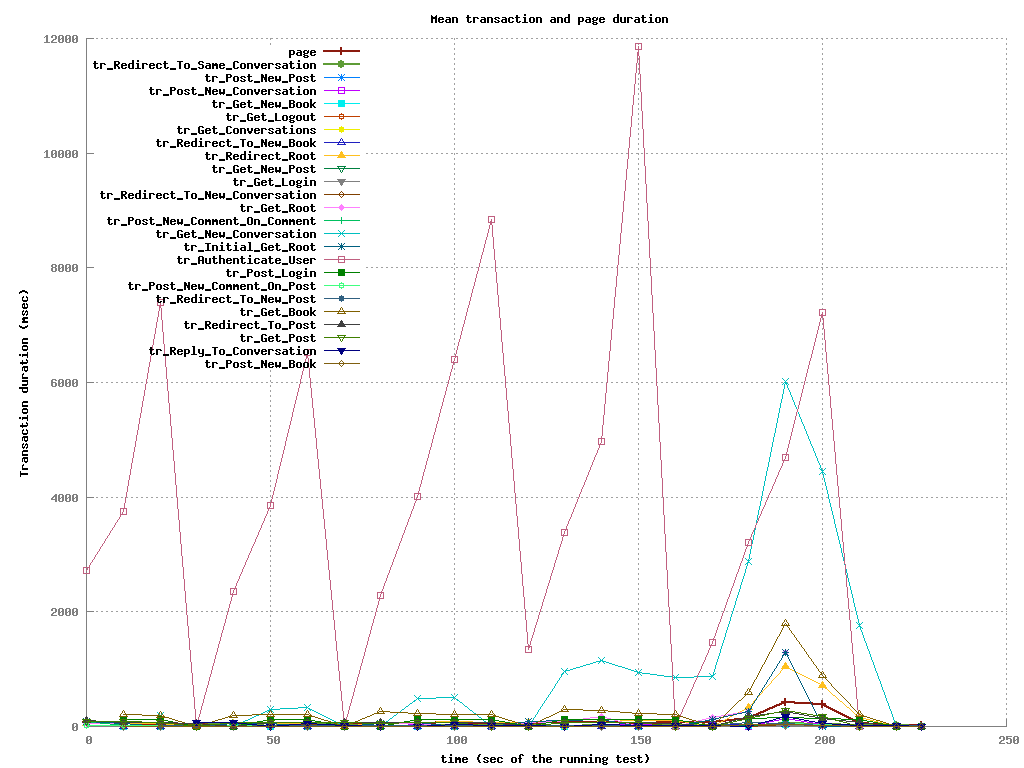 Mean transaction and page duration
12000
10000
8000
6000
4000
2000
0
Transaction duration (msec)
page
tr_Redirect_To_Same_Conversation
tr_Post_New_Post
tr_Post_New_Conversation
tr_Get_New_Book
tr_Get_Logout
tr_Get_Conversations
tr_Redirect_To_New_Book
tr_Redirect_Root
tr_Get_New_Post
tr_Get_Login
tr_Redirect_To_New_Conversation
tr_Get_Root
tr_Post_New_Comment_On_Comment
tr_Get_New_Conversation
tr_Initial_Get_Root
tr_Authenticate_User
tr_Post_Login
tr_Post_New_Comment_On_Post
tr_Redirect_To_New_Post
tr_Get_Book
tr_Redirect_To_Post
tr_Get_Post
tr_Reply_To_Conversation
tr_Post_New_Book
0 50 100 150 200 250
time (sec of the running test)